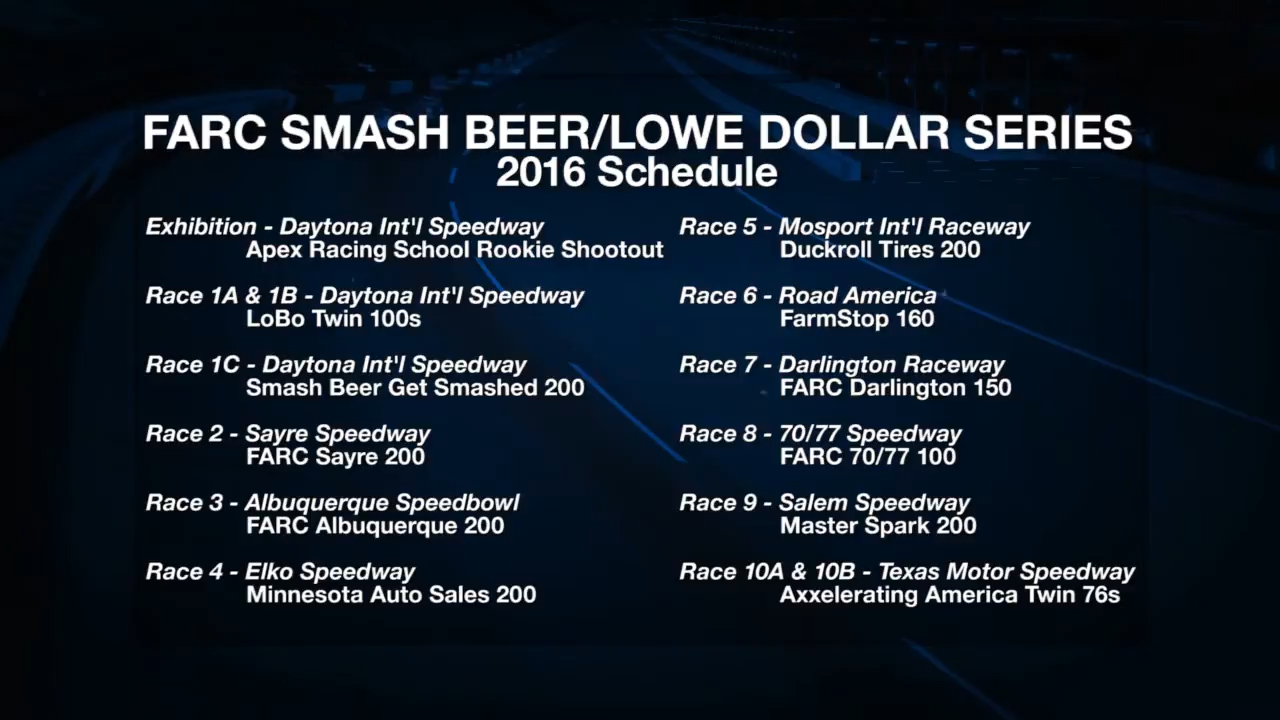 FARC SMASH BEER/LOWE DOLLAR SERIES
2016 Schedule
Exhibition - Daytona Int'l Speedway
Apex Racing School Rookie Shootout
Race 1A & 1B - Daytona Int'l Speedway
LoBo Twin 100s
Race 1C - Daytona Int'l Speedway
Smash Beer Get Smashed 200
Race 2 - Sayre Speedway
FARC Sayre 200
Race 3 - Albuquerque Speedbowl
FARC Albuquerque 200
Race 4 - Elko Speedway
Minnesota Auto Sales 200
Race 5 - Mosport Int'l Raceway
Duckroll Tires 200
Race 6 - Road America
FarmStop 160
Race 7 - Darlington Raceway
FARC Darlington 150
Race 8 - 70/77 Speedway
FARC 70/77 100
Race 9 - Salem Speedway
Master Spark 200
Race 10A & 10B - Texas Motor Speedway
Axxelerating America Twin 76s